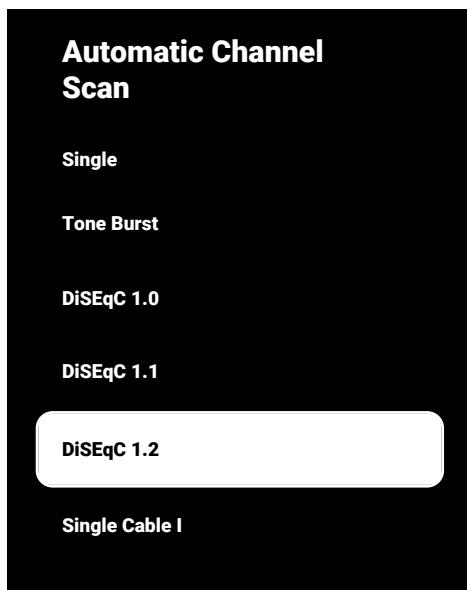 Automatic Channel
Scan
Single
Tone Burst
DiSEqC 1.0
DiSEqC 1.1
DiSEqC 1.2
Single Cable I